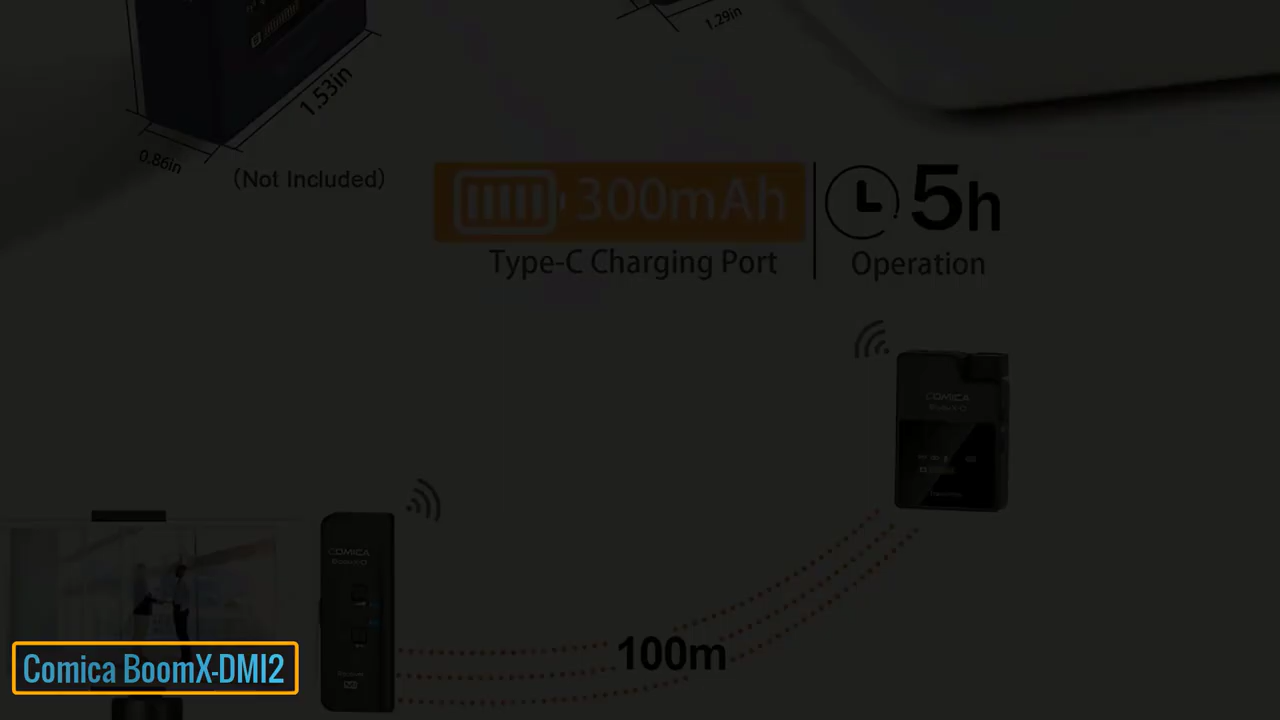 1.29in
1.53in
0.86in
(Not Included)
300mAh
5h
Type-C Charging Port
Operation
COMICA
COMICA
100m
Comica BoomX-DMI2